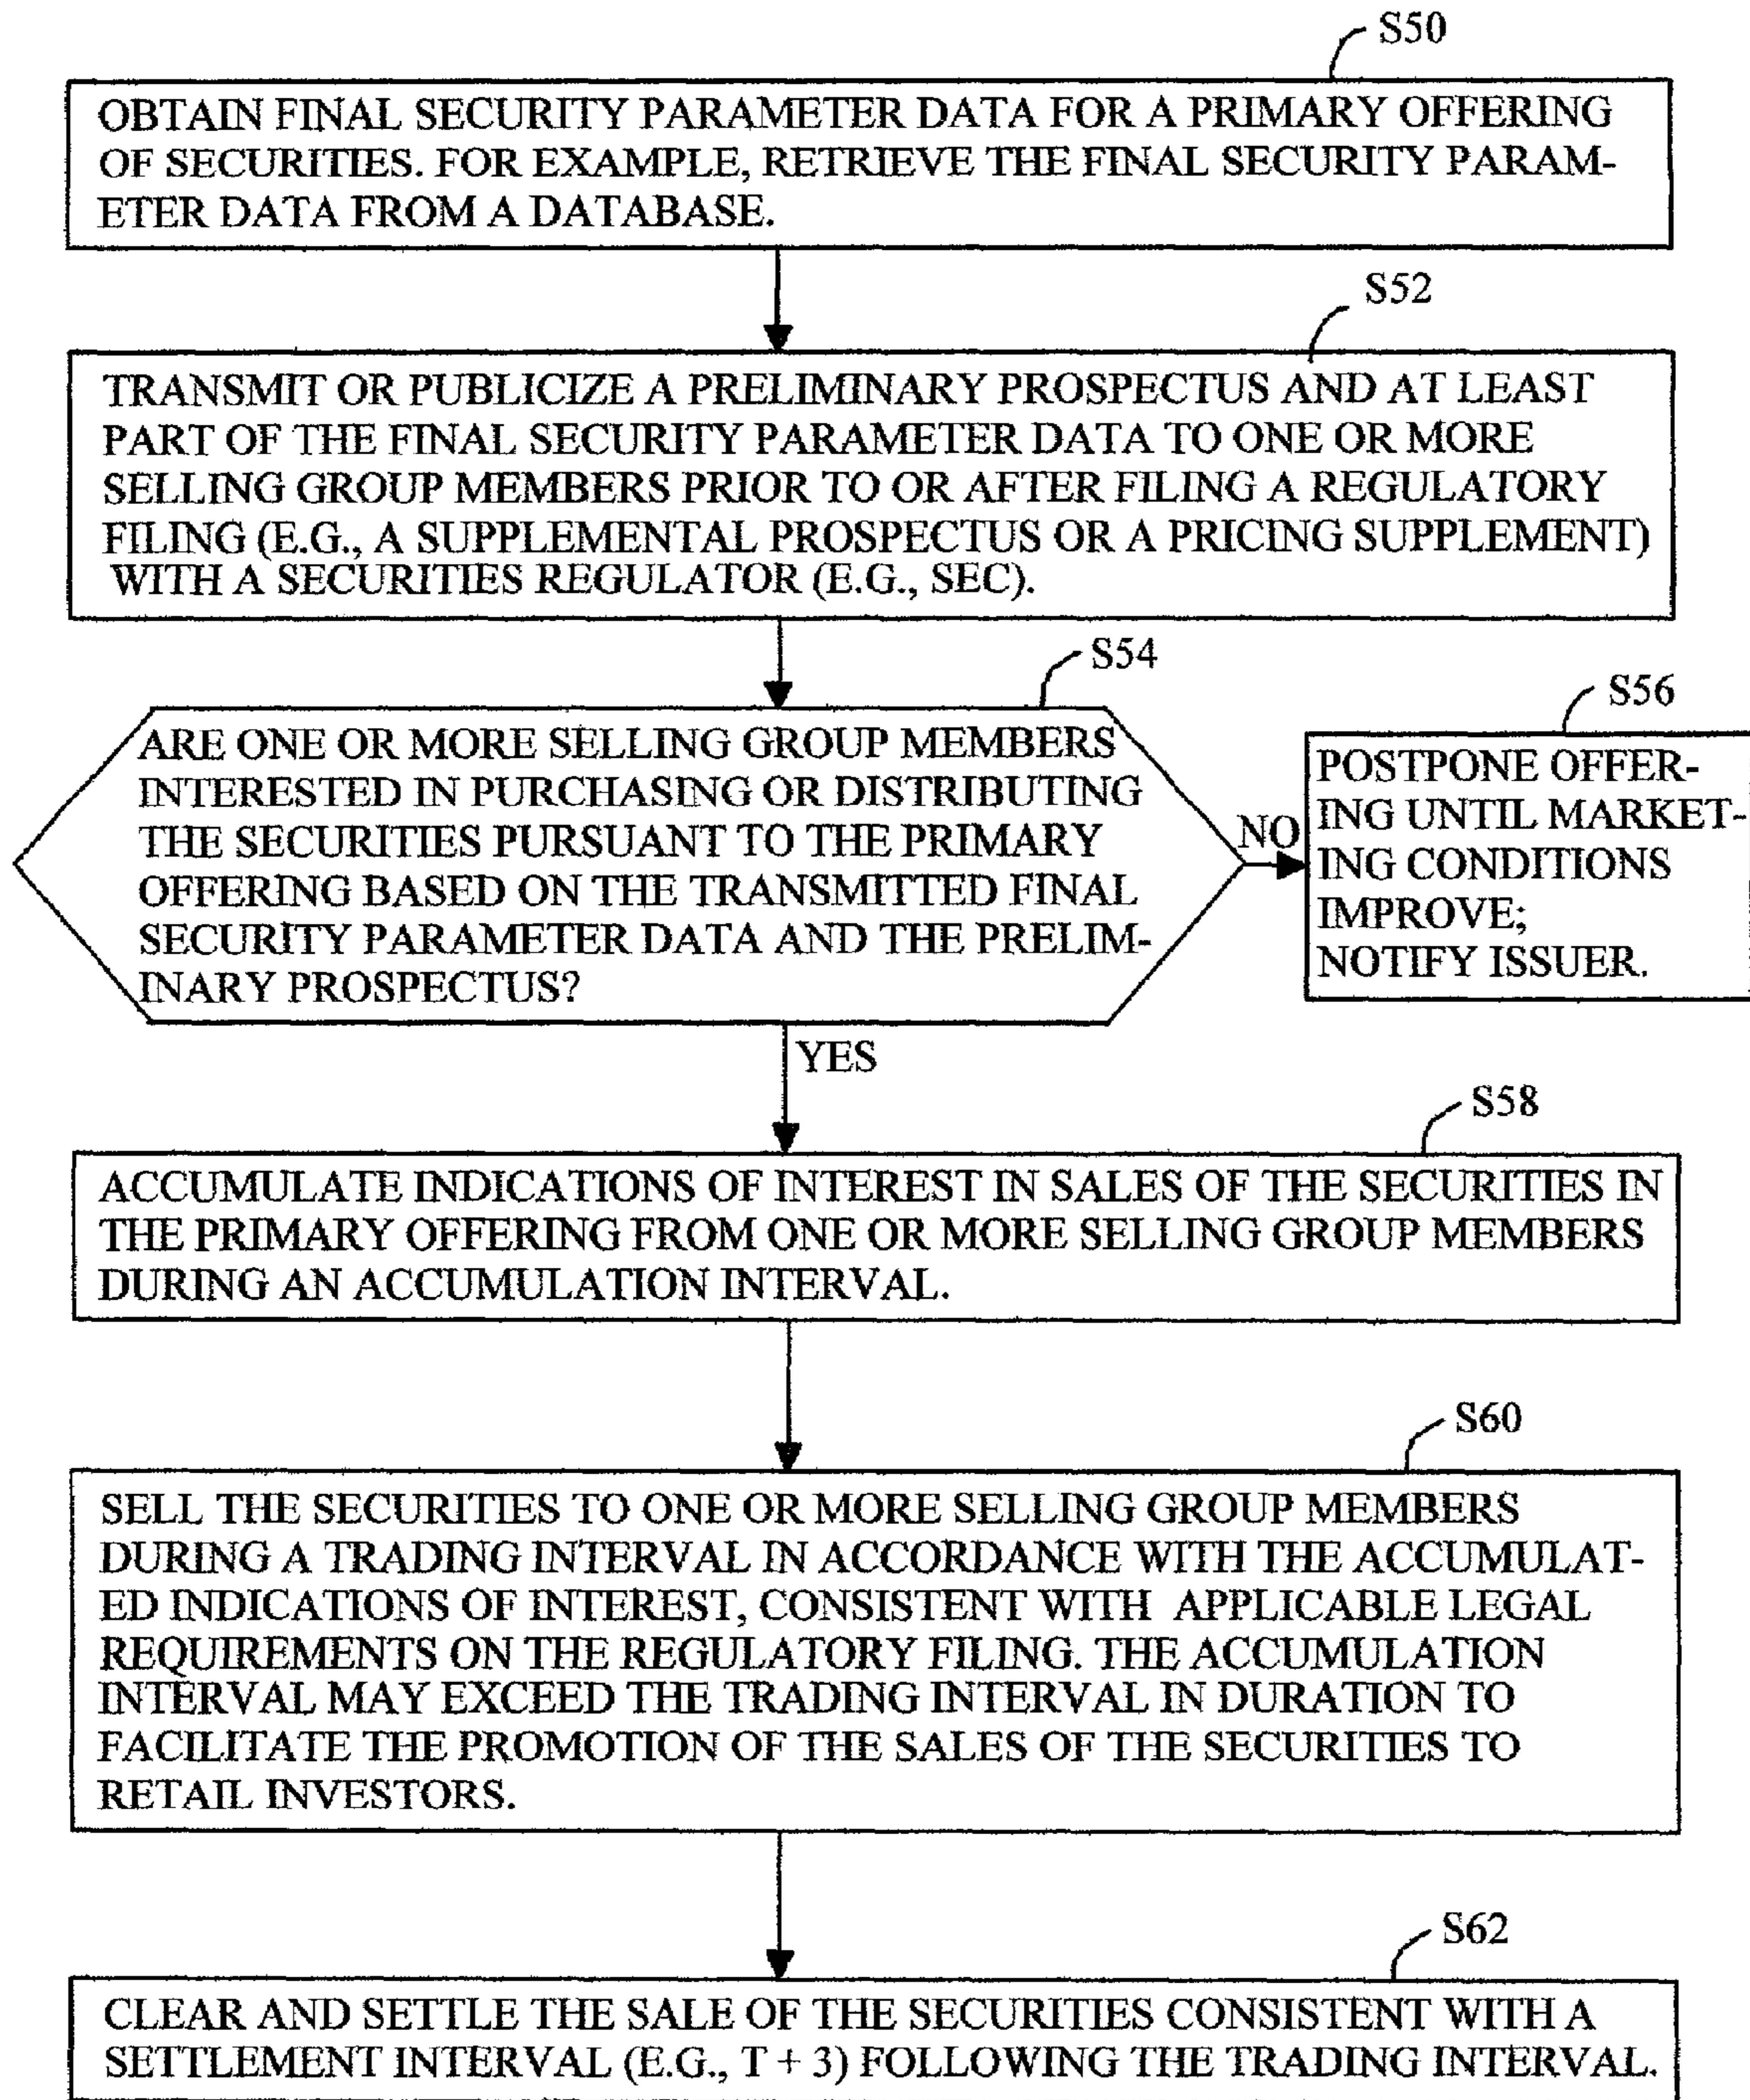 S50
OBTAIN FINAL SECURITY PARAMETER DATA FOR A PRIMARY OFFERING
OF SECURITIES. FOR EXAMPLE, RETRIEVE THE FINAL SECURITY PARAM-
ETER DATA FROM A DATABASE.
S52
TRANSMIT OR PUBLICIZE A PRELIMINARY PROSPECTUS AND AT LEAST
PART OF THE FINAL SECURITY PARAMETER DATA TO ONE OR MORE
SELLING GROUP MEMBERS PRIOR TO OR AFTER FILING A REGULATORY
FILING (E.G., A SUPPLEMENTAL PROSPECTUS OR A PRICING SUPPLEMENT)
WITH A SECURITIES REGULATOR (E.G., SEC).
S54
ARE ONE OR MORE SELLING GROUP MEMBERS
INTERESTED IN PURCHASING OR DISTRIBUTING
THE SECURITIES PURSUANT TO THE PRIMARY
OFFERING BASED ON THE TRANSMITTED FINAL
SECURITY PARAMETER DATA AND THE PRELIM-
INARY PROSPECTUS?
NO
S56
POSTPONE OFFER-
ING UNTIL MARKET-
ING CONDITIONS
IMPROVE;
NOTIFY ISSUER.
YES
S58
ACCUMULATE INDICATIONS OF INTEREST IN SALES OF THE SECURITIES IN
THE PRIMARY OFFERING FROM ONE OR MORE SELLING GROUP MEMBERS
DURING AN ACCUMULATION INTERVAL.
S60
SELL THE SECURITIES TO ONE OR MORE SELLING GROUP MEMBERS
DURING A TRADING INTERVAL IN ACCORDANCE WITH THE ACCUMULAT-
ED INDICATIONS OF INTEREST, CONSISTENT WITH APPLICABLE LEGAL
REQUIREMENTS ON THE REGULATORY FILING. THE ACCUMULATION
INTERVAL MAY EXCEED THE TRADING INTERVAL IN DURATION TO
FACILITATE THE PROMOTION OF THE SALES OF THE SECURITIES TO
RETAIL INVESTORS.
S62
CLEAR AND SETTLE THE SALE OF THE SECURITIES CONSISTENT WITH A
SETTLEMENT INTERVAL (E.G., T + 3) FOLLOWING THE TRADING INTERVAL.